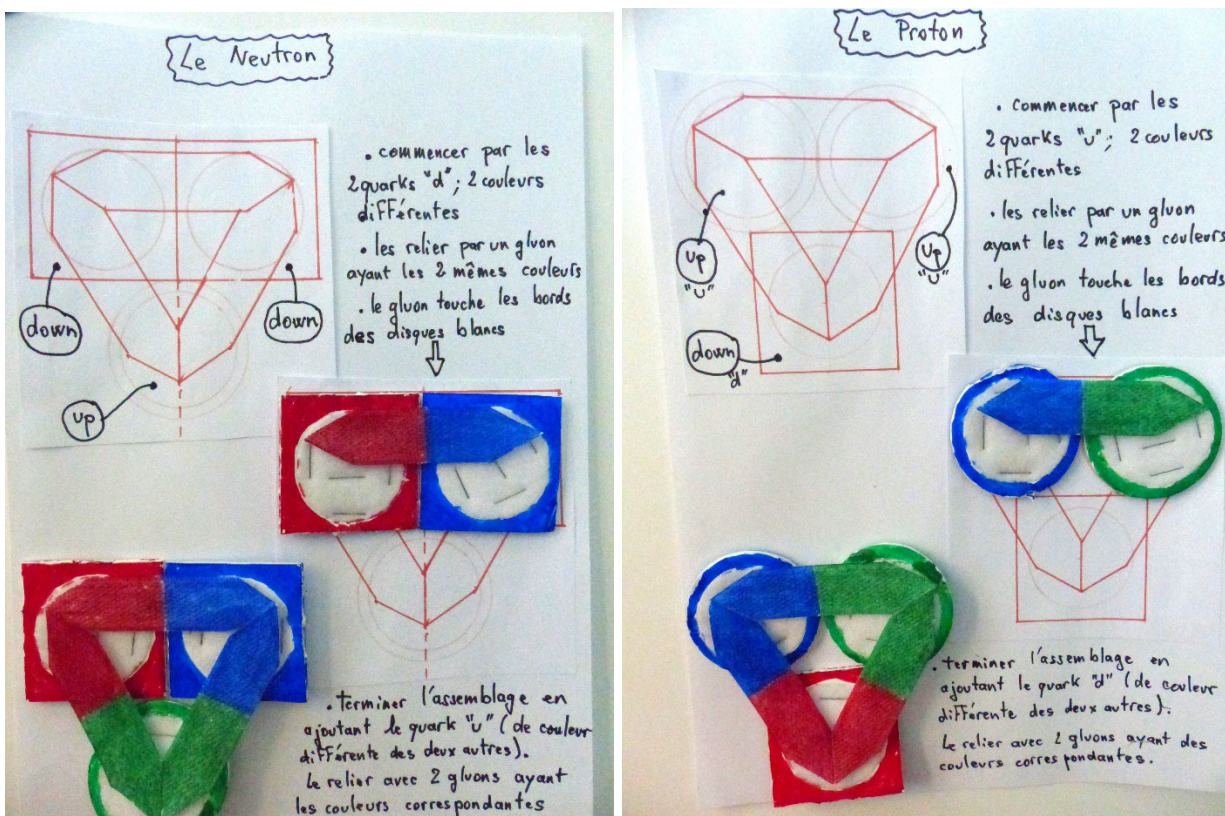 Le Neutron
• commencer par les
2 quarks "d" ; 2 couleurs
différentes
• les relier par un gluon
ayant les 2 mêmes couleurs
• le gluon touche les bords
des disques blancs
down
down
up
• terminer l'assemblage en
ajoutant le quark "u" (de couleur
différente des deux autres).
Le relier avec 2 gluons ayant
les couleurs correspondantes
Le Proton
• commencer par les
2 quarks "u" ; 2 couleurs
différentes
• les relier par un gluon
ayant les 2 mêmes couleurs
• le gluon touche les bords
des disques blancs
up
"u"
up
"u"
down
"d"
• terminer l'assemblage en
ajoutant le quark "d" (de couleur
différente des deux autres).
Le relier avec 2 gluons ayant des
couleurs correspondantes.